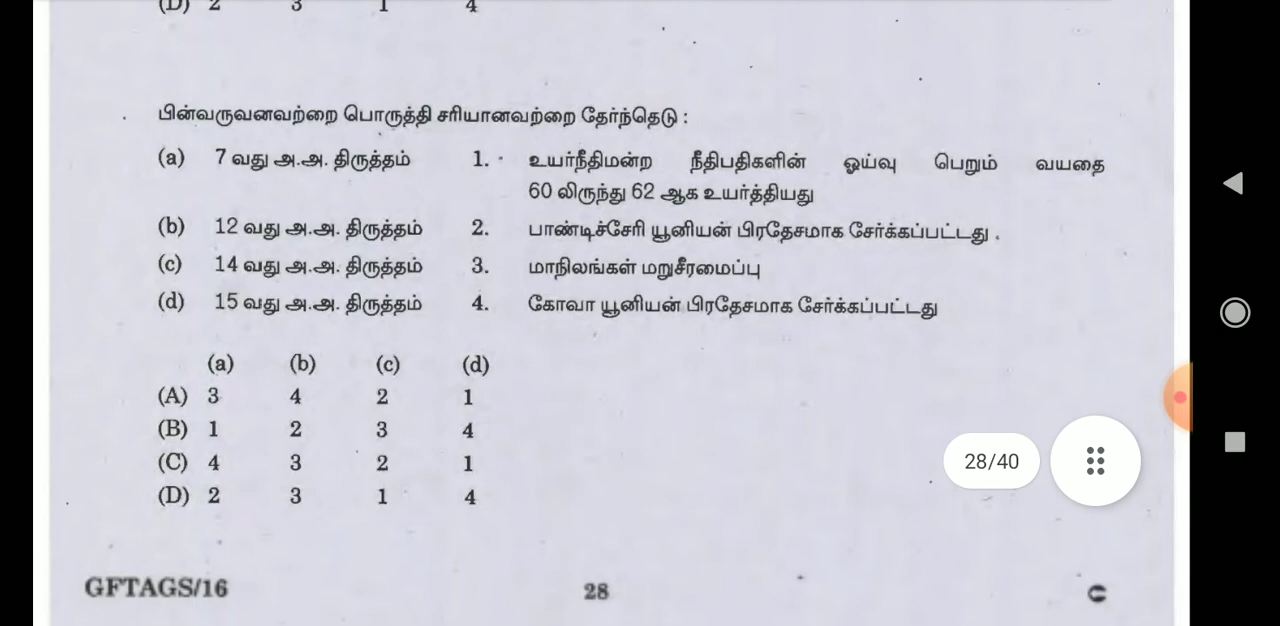 (D) 2 3 1 4
பின்வருவனவற்றை பொருத்தி சரியானவற்றை தேர்ந்தெடு :
(a) 7 வது அ.அ. திருத்தம் 1. உயர்நீதிமன்ற நீதிபதிகளின் ஓய்வு பெறும் வயதை
60 லிருந்து 62 ஆக உயர்த்தியது
(b) 12 வது அ.அ. திருத்தம் 2. பாண்டிச்சேரி யூனியன் பிரதேசமாக சேர்க்கப்பட்டது .
(c) 14 வது அ.அ. திருத்தம் 3. மாநிலங்கள் மறுசீரமைப்பு
(d) 15 வது அ.அ. திருத்தம் 4. கோவா யூனியன் பிரதேசமாக சேர்க்கப்பட்டது
(a) (b) (c) (d)
(A) 3 4 2 1
(B) 1 2 3 4
(C) 4 3 2 1
(D) 2 3 1 4
28/40
GFTAGS/16 28 C